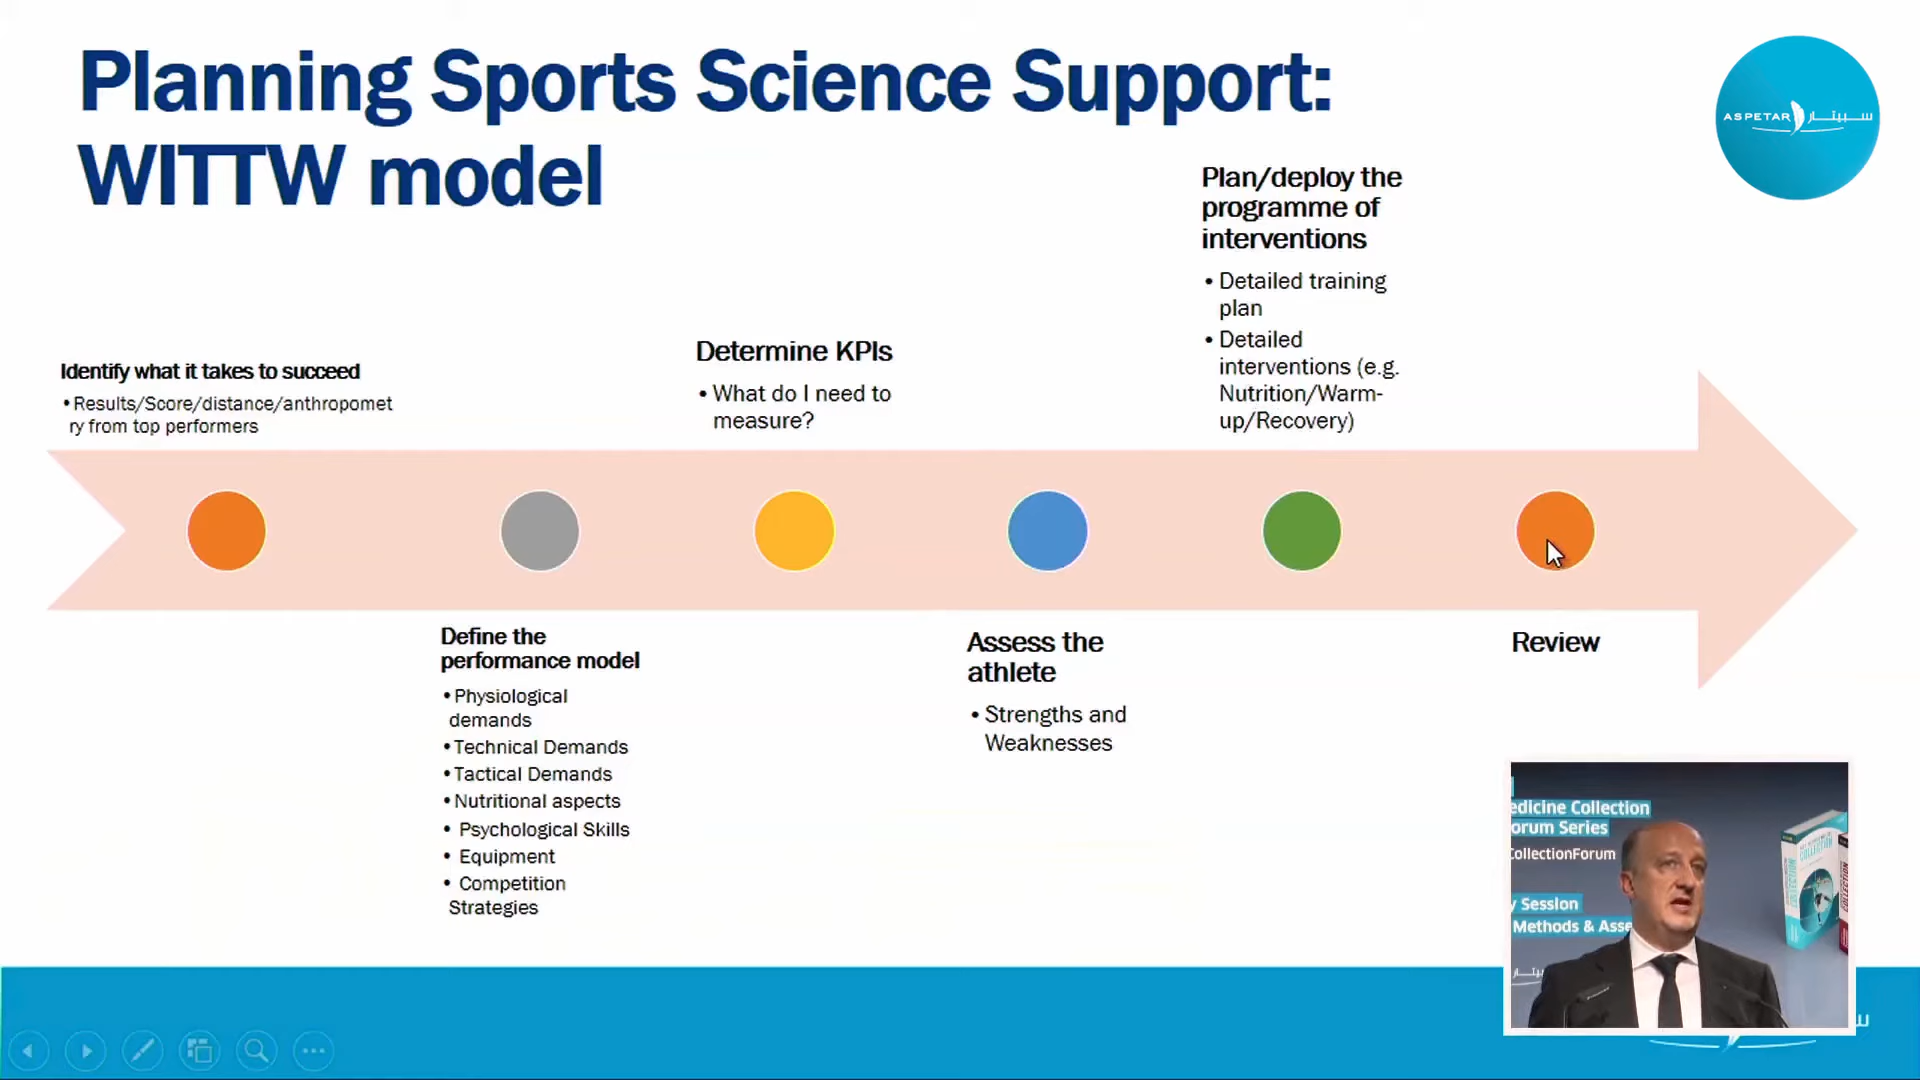 Planning Sports Science Support:
WITTW model
ASPETAR سبيتار
Identify what it takes to succeed
•Results/Score/distance/anthropomet
ry from top performers
Define the
performance model
•Physiological
demands
•Technical Demands
•Tactical Demands
•Nutritional aspects
• Psychological Skills
• Equipment
• Competition
Strategies
Determine KPIs
• What do I need to
measure?
Assess the
athlete
• Strengths and
Weaknesses
Plan/deploy the
programme of
interventions
• Detailed training
plan
• Detailed
interventions (e.g.
Nutrition/Warm-
up/Recovery)
Review
edicine Collection
orum Series
CollectionForum
y Session
Methods & Asse
COLLECTION